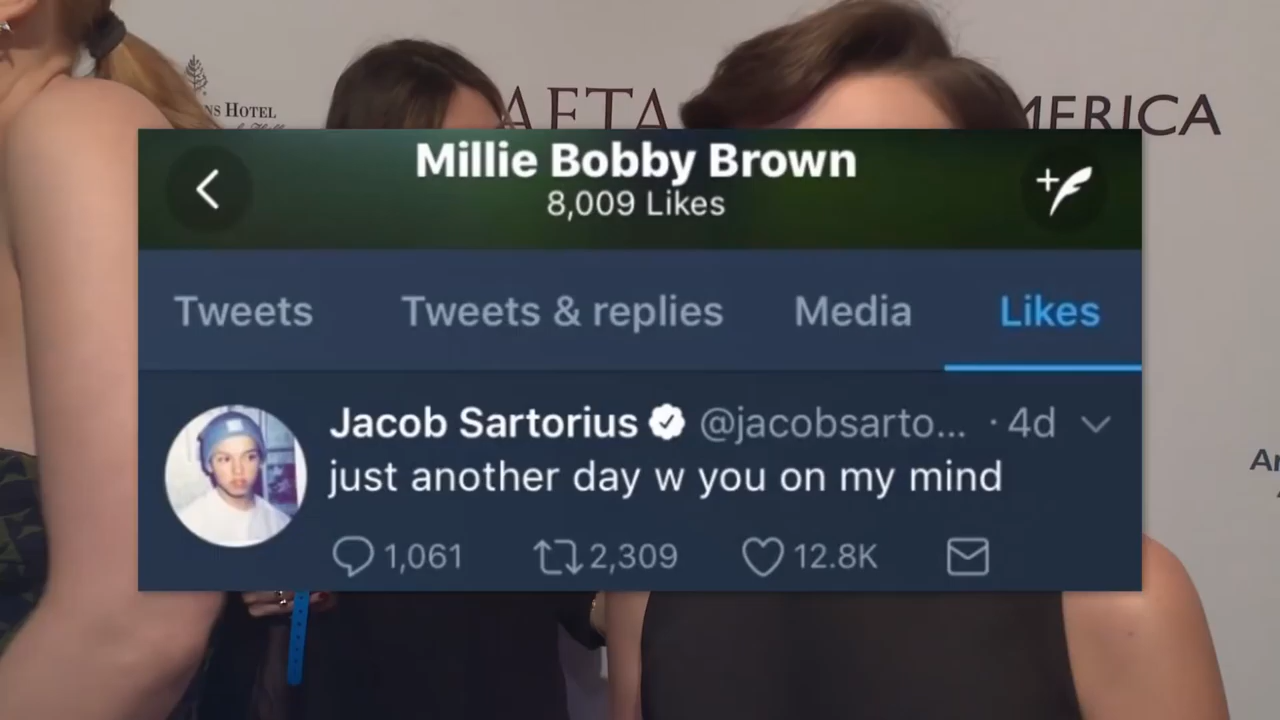 NS HOTEL
AFTA
MERICA
Millie Bobby Brown
8,009 Likes
Tweets Tweets & replies Media Likes
Jacob Sartorius @jacobsarto... · 4d
just another day w you on my mind
1,061 2,309 12.8K